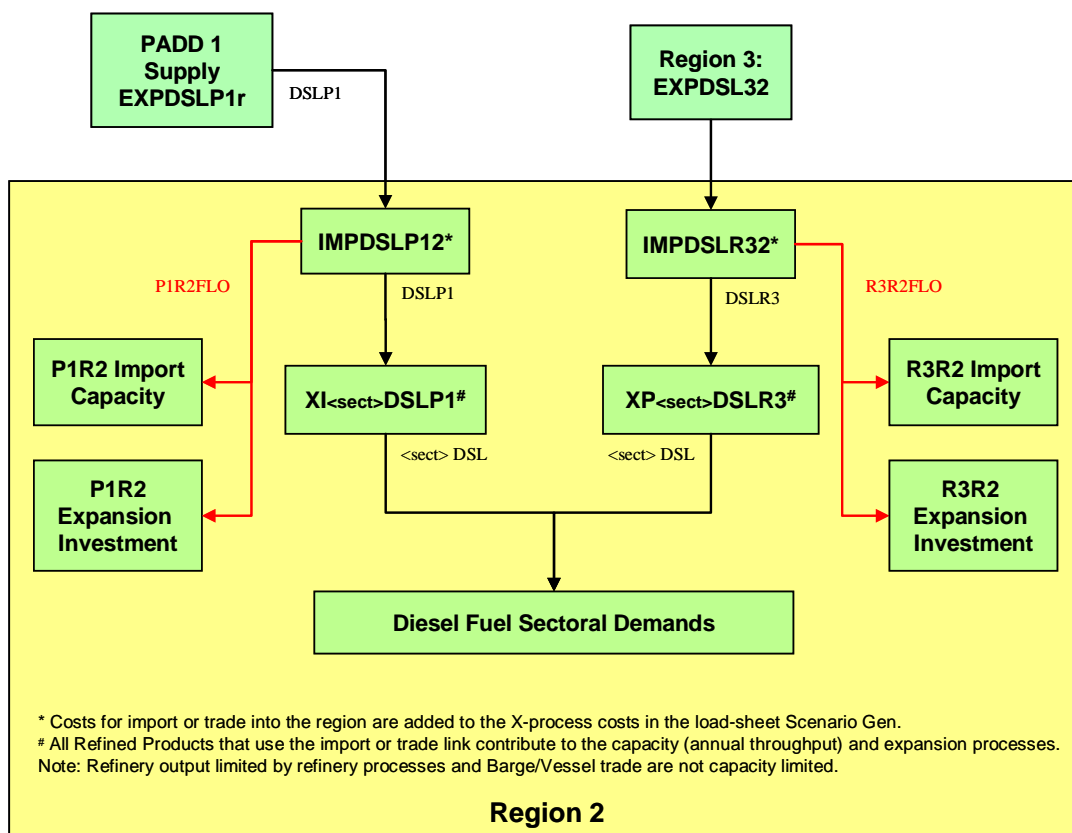 PADD 1
Supply
EXPDSLP1r
DSLP1
Region 3:
EXPDSL32
IMPDSLP12*
IMPDSLR32*
P1R2FLO
DSLP1
DSLR3
R3R2FLO
P1R2 Import
Capacity
XI<sect>DSLP1#
XP<sect>DSLR3#
R3R2 Import
Capacity
<sect> DSL
<sect> DSL
P1R2
Expansion
Investment
R3R2
Expansion
Investment
Diesel Fuel Sectoral Demands
* Costs for import or trade into the region are added to the X-process costs in the load-sheet Scenario Gen.
# All Refined Products that use the import or trade link contribute to the capacity (annual throughput) and expansion processes.
Note: Refinery output limited by refinery processes and Barge/Vessel trade are not capacity limited.
Region 2